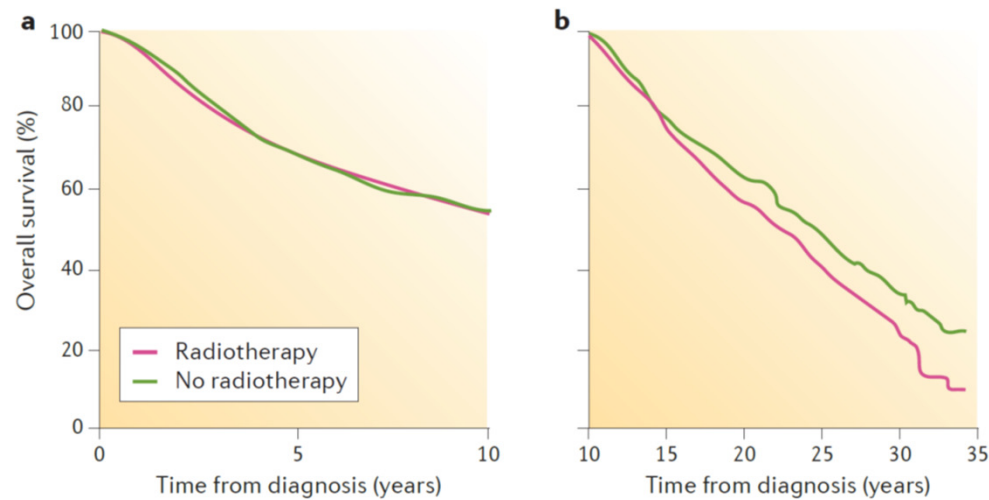 a
b
Overall survival (%)
100
80
60
40
20
0
Radiotherapy
No radiotherapy
0 5 10
10 15 20 25 30 35
Time from diagnosis (years)
Time from diagnosis (years)